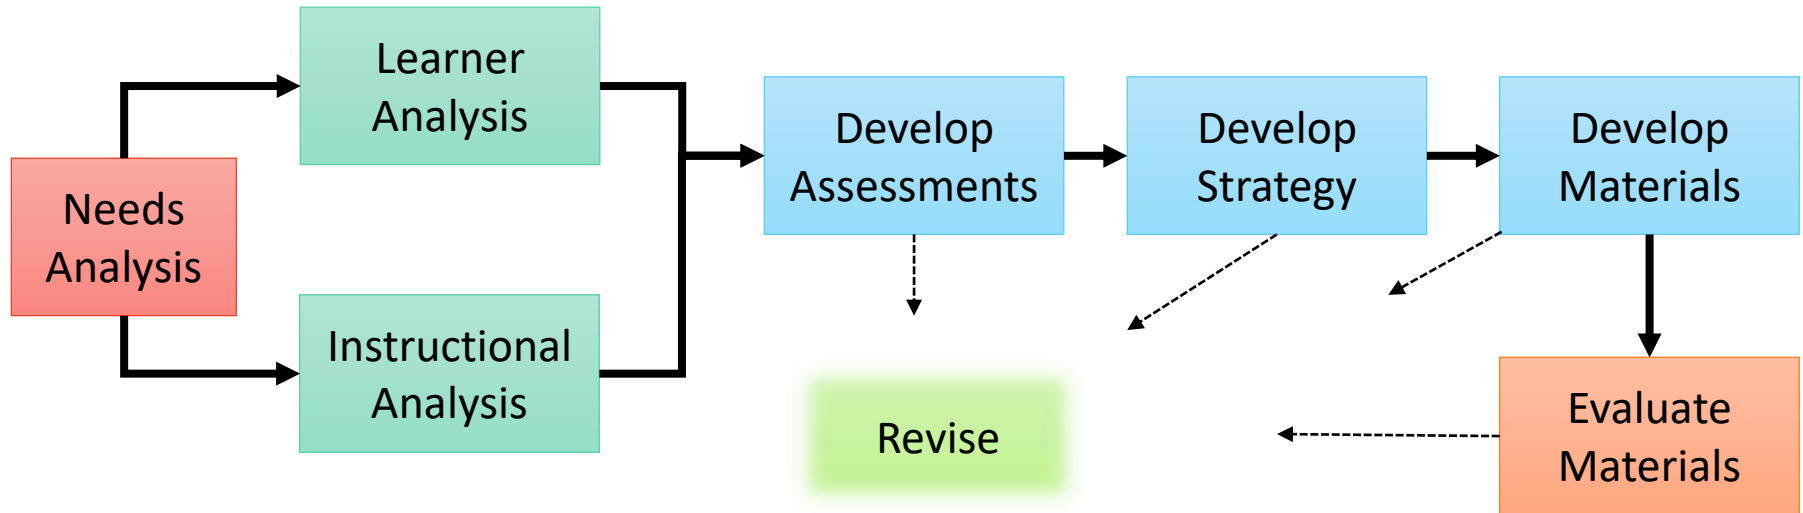 Needs
Analysis
Learner
Analysis
Instructional
Analysis
Develop
Assessments
Develop
Strategy
Develop
Materials
Evaluate
Materials
Revise